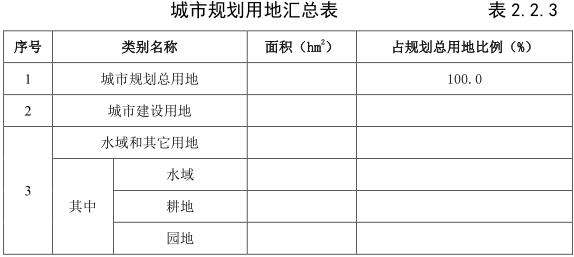 城市规划用地汇总表 表2.2.3
序号 类别名称 面积（hm²） 占规划总用地比例（%）
1 城市规划总用地 100.0
2 城市建设用地
3 水域和其它用地
其中 水域
耕地
园地